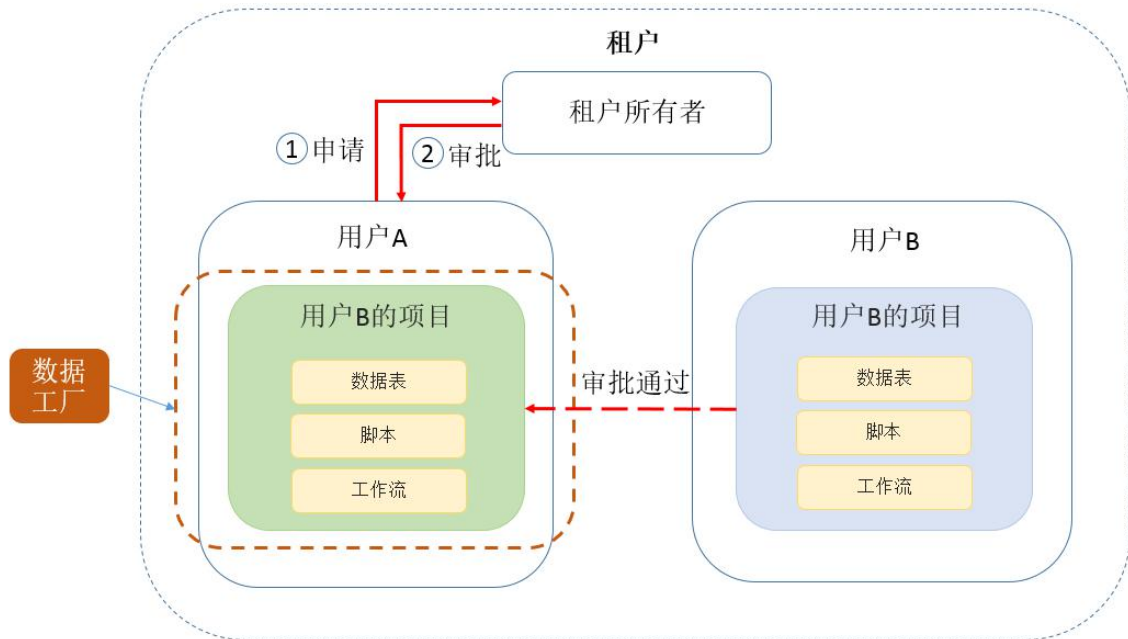 租户
租户所有者
①申请
②审批
用户A
用户B
用户B的项目
数据表
脚本
工作流
数据
工厂
审批通过
用户B的项目
数据表
脚本
工作流